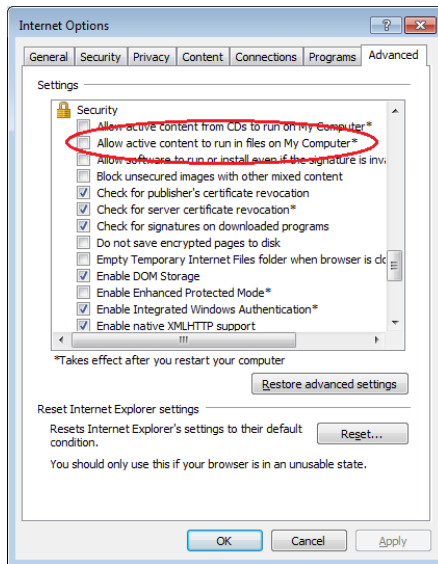 Internet Options
General Security Privacy Content Connections Programs Advanced
Settings
Security
Allow active content from CDs to run on My Computer*
Allow active content to run in files on My Computer*
Allow software to run or install even if the signature is inva
Block unsecured images with other mixed content
Check for publisher's certificate revocation
Check for server certificate revocation*
Check for signatures on downloaded programs
Do not save encrypted pages to disk
Empty Temporary Internet Files folder when browser is clo
Enable DOM Storage
Enable Enhanced Protected Mode*
Enable Integrated Windows Authentication*
Enable native XMLHTTP support
*Takes effect after you restart your computer
Restore advanced settings
Reset Internet Explorer settings
Resets Internet Explorer's settings to their default
condition.
Reset...
You should only use this if your browser is in an unusable state.
OK Cancel Apply